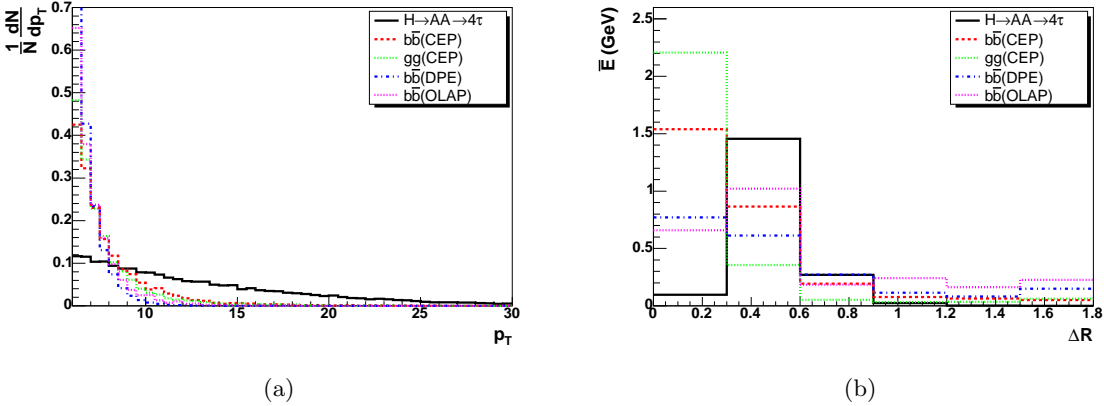 1/N dN/dp_T
0.7
0.6
0.5
0.4
0.3
0.2
0.1
0
10
15
20
25
30
p_T
H→AA→4τ
bb̅(CEP)
gg(CEP)
bb̅(DPE)
bb̅(OLAP)
(a)
E̅ (GeV)
2.5
2
1.5
1
0.5
0
0
0.2
0.4
0.6
0.8
1
1.2
1.4
1.6
1.8
ΔR
H→AA→4τ
bb̅(CEP)
gg(CEP)
bb̅(DPE)
bb̅(OLAP)
(b)